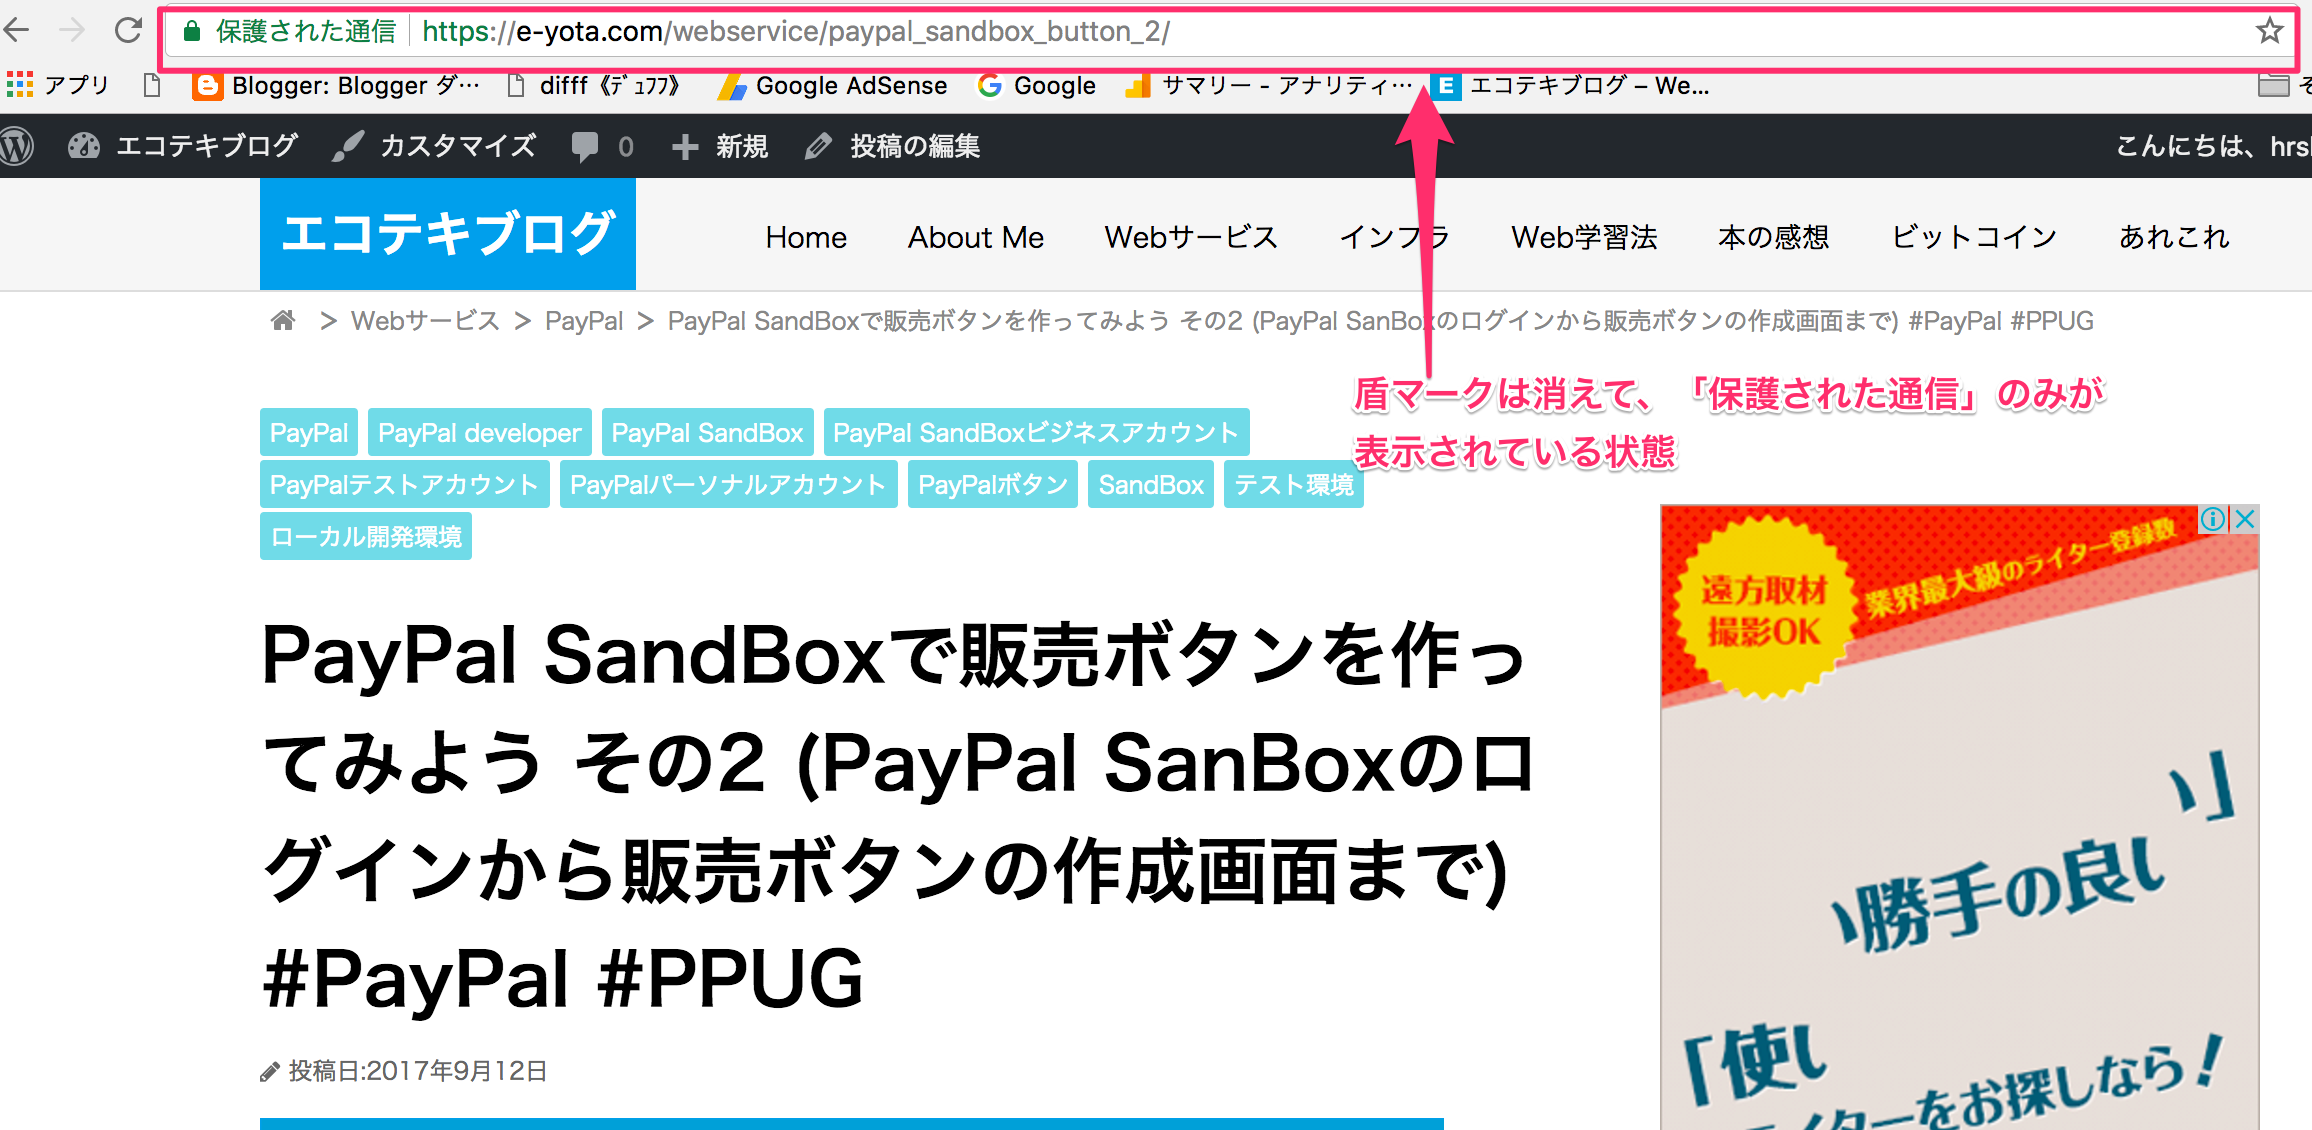 保護された通信 https://e-yota.com/webservice/paypal_sandbox_button_2/
アプリ Blogger: Blogger ダ… difff《ﾃﾞｭﾌﾌ》 Google AdSense Google サマリー - アナリティ… E エコテキブログ – We…
エコテキブログ カスタマイズ 0 新規 投稿の編集 こんにちは、hrs
エコテキブログ Home About Me Webサービス インフラ Web学習法 本の感想 ビットコイン あれこれ
> Webサービス > PayPal > PayPal SandBoxで販売ボタンを作ってみよう その2 (PayPal SanBoxのログインから販売ボタンの作成画面まで) #PayPal #PPUG
盾マークは消えて、「保護された通信」のみが
表示されている状態
PayPal PayPal developer PayPal SandBox PayPal SandBoxビジネスアカウント
PayPalテストアカウント PayPalパーソナルアカウント PayPalボタン SandBox テスト環境
ローカル開発環境
PayPal SandBoxで販売ボタンを作っ
てみよう その2 (PayPal SanBoxのロ
グインから販売ボタンの作成画面まで)
#PayPal #PPUG
投稿日:2017年9月12日
遠方取材
撮影OK
業界最大級のライター登録数
い」
い勝手の良い
「使い
イターをお探しなら!